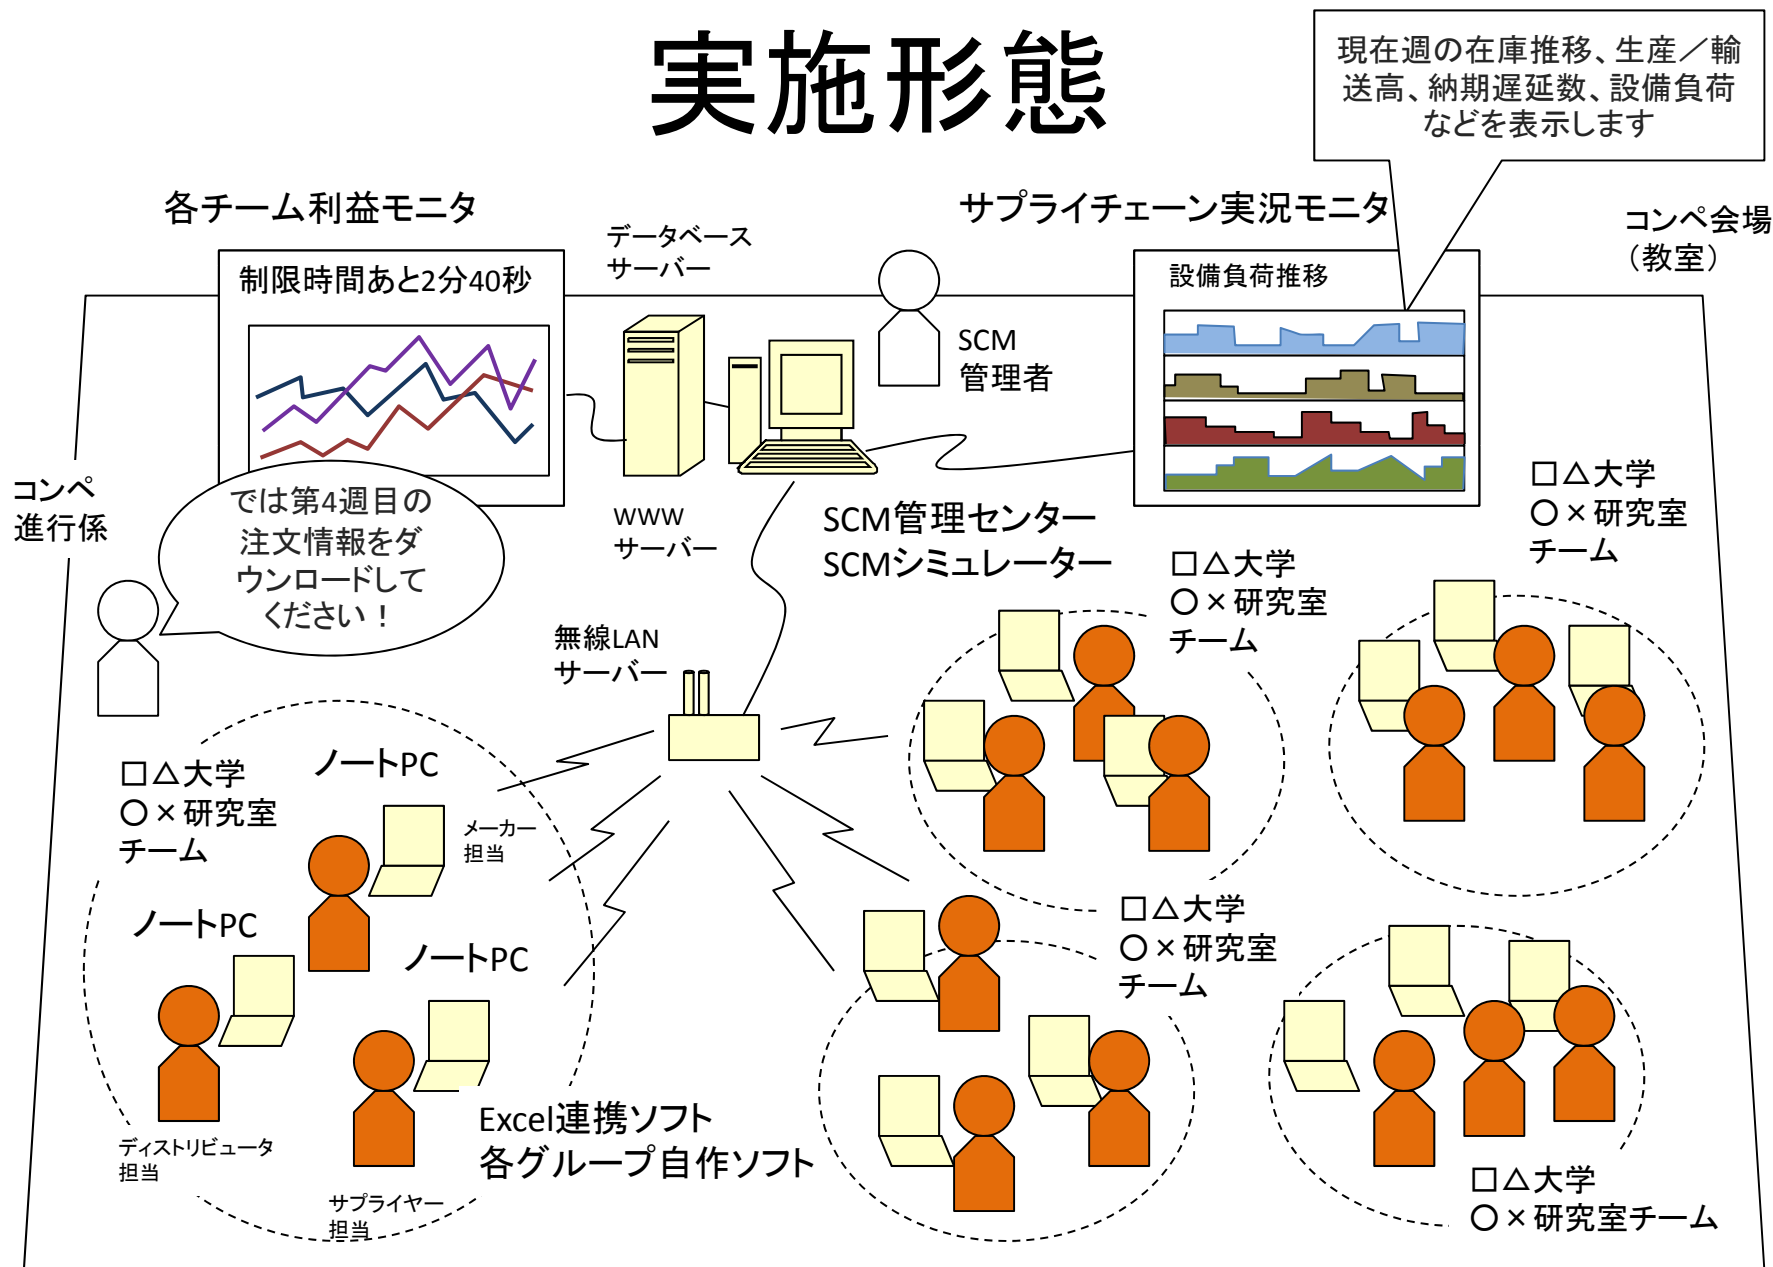 実施形態
現在週の在庫推移、生産／輸
送高、納期遅延数、設備負荷
などを表示します
各チーム利益モニタ
サプライチェーン実況モニタ
コンペ会場
（教室）
データベース
サーバー
制限時間あと2分40秒
設備負荷推移
SCM
管理者
コンペ
進行係
では第4週目の
注文情報をダ
ウンロードして
ください！
WWW
サーバー
SCM管理センター
SCMシミュレーター
□△大学
○×研究室
チーム
□△大学
○×研究室
チーム
無線LAN
サーバー
□△大学
○×研究室
チーム
ノートPC
メーカー
担当
ノートPC
ノートPC
□△大学
○×研究室
チーム
Excel連携ソフト
各グループ自作ソフト
ディストリビュータ
担当
サプライヤー
担当
□△大学
○×研究室チーム